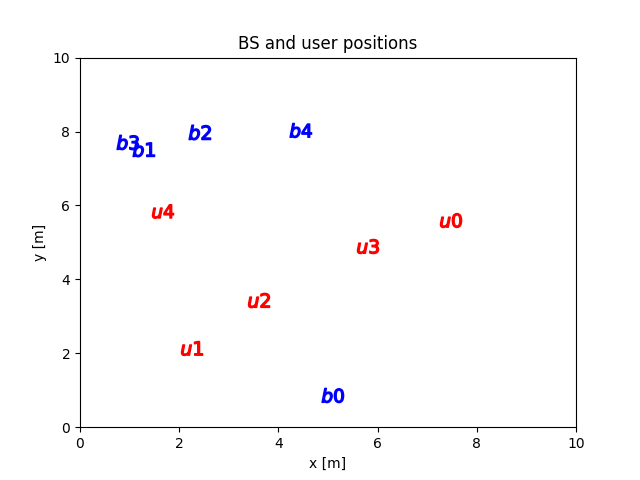 BS and user positions
10
8
6
4
2
0
y [m]
b3
b1
b2
b4
u4
u0
u3
u2
u1
b0
0 2 4 6 8 10
x [m]